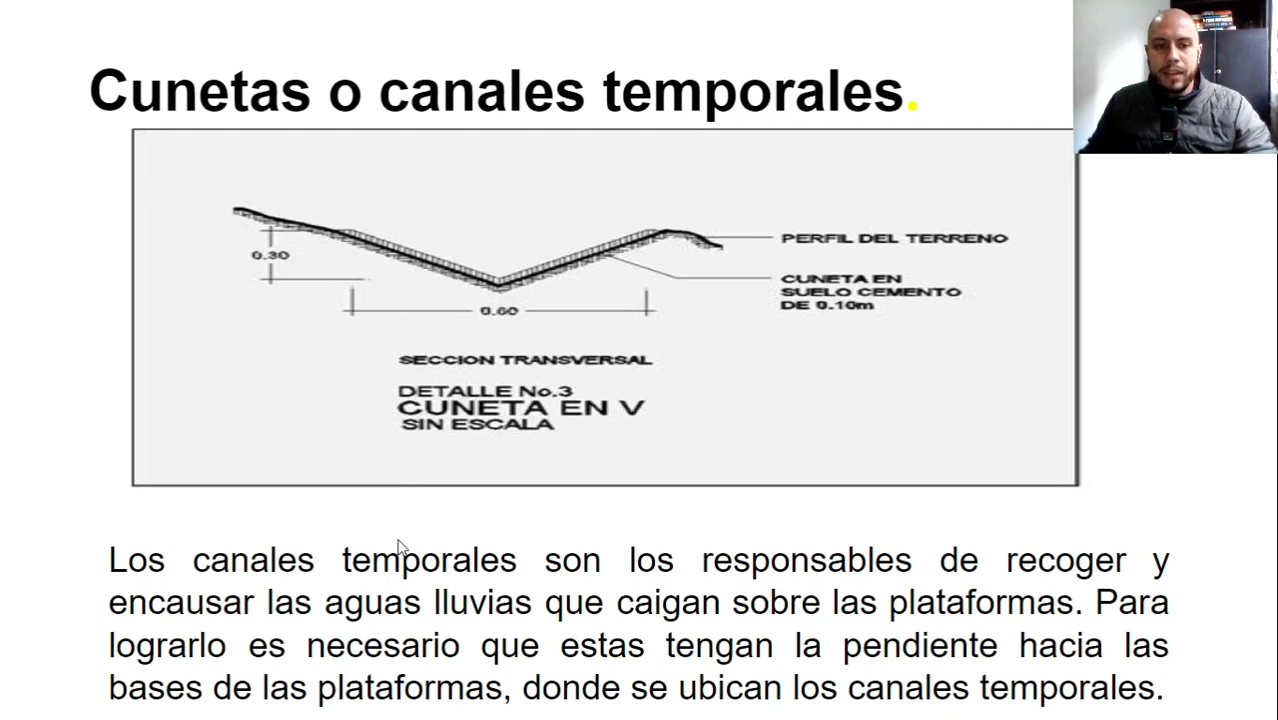 Cunetas o canales temporales.
0.30
PERFIL DEL TERRENO
CUNETA EN
SUELO CEMENTO
DE 0.10m
0.60
SECCION TRANSVERSAL
DETALLE No.3
CUNETA EN V
SIN ESCALA
Los canales temporales son los responsables de recoger y
encausar las aguas lluvias que caigan sobre las plataformas. Para
lograrlo es necesario que estas tengan la pendiente hacia las
bases de las plataformas, donde se ubican los canales temporales.